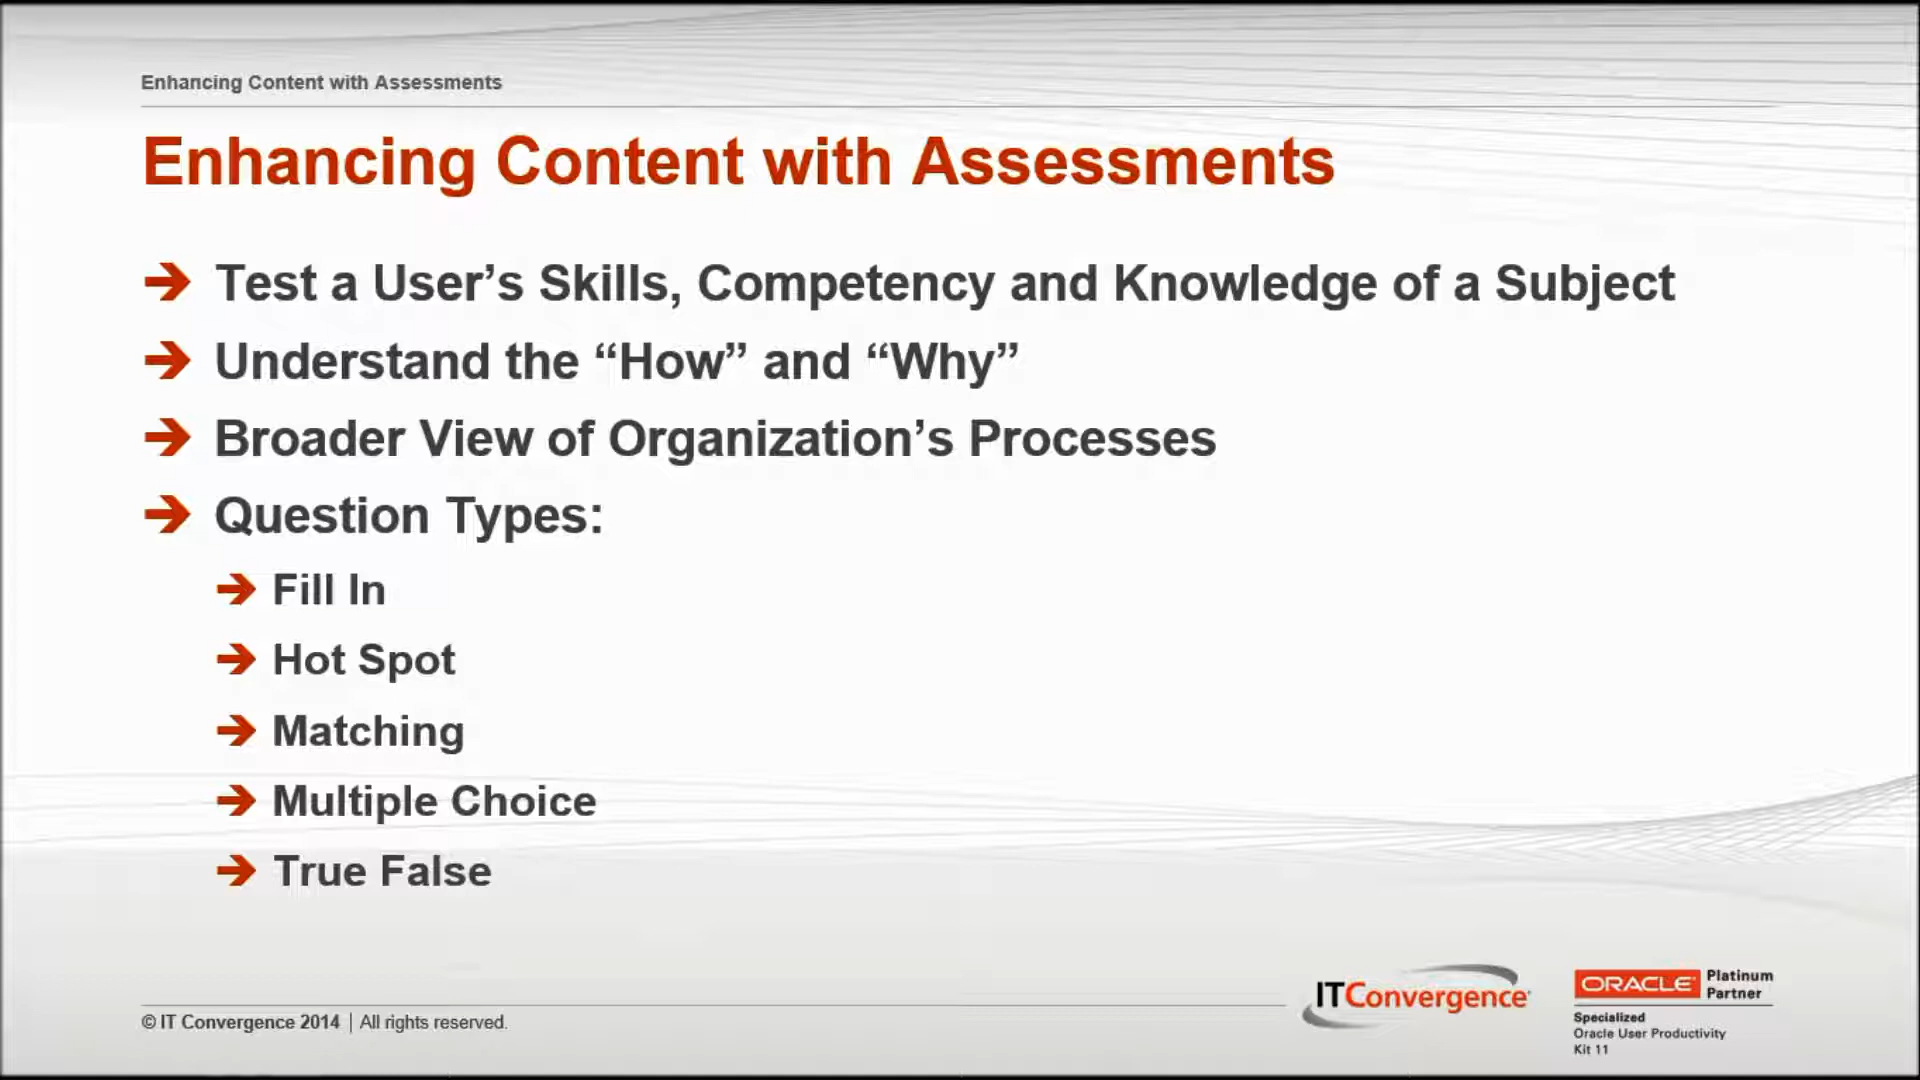 Enhancing Content with Assessments
Enhancing Content with Assessments
Test a User’s Skills, Competency and Knowledge of a Subject
Understand the “How” and “Why”
Broader View of Organization’s Processes
Question Types:
Fill In
Hot Spot
Matching
Multiple Choice
True False
© IT Convergence 2014 | All rights reserved.
ITConvergence
ORACLE Platinum
Partner
Specialized
Oracle User Productivity
Kit 11